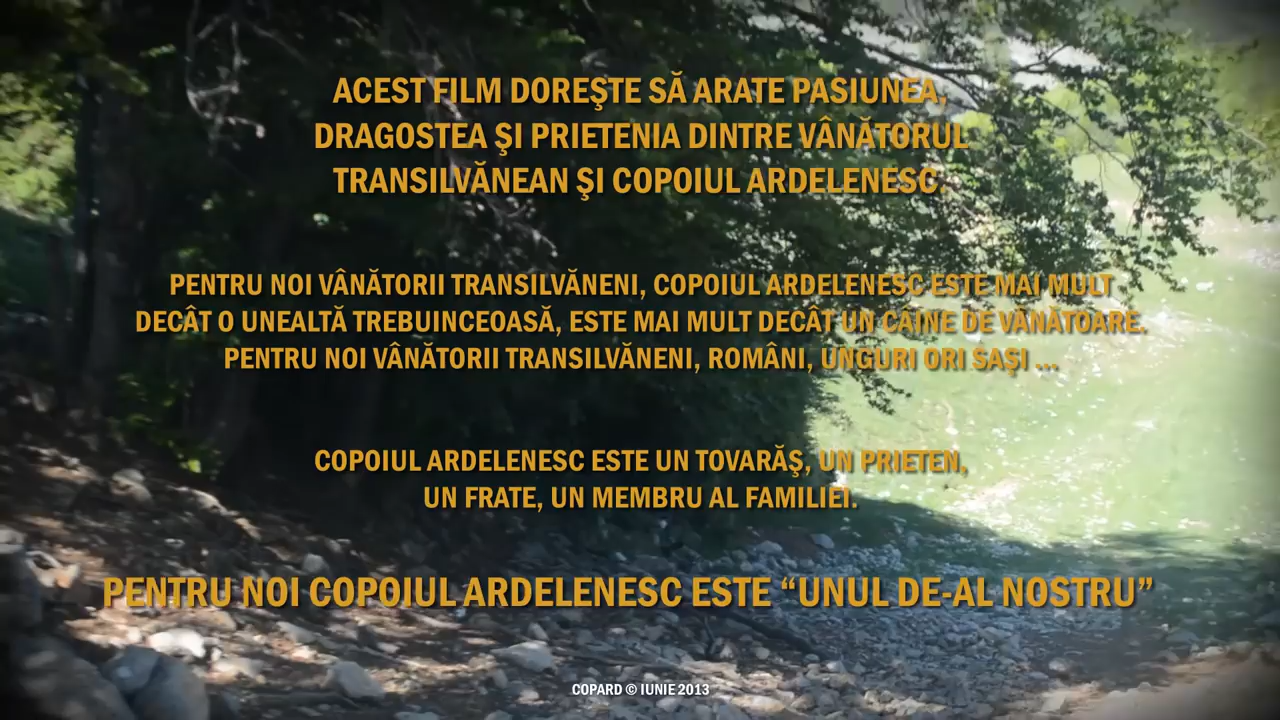 ACEST FILM DOREŞTE SĂ ARATE PASIUNEA,
DRAGOSTEA ŞI PRIETENIA DINTRE VÂNĂTORUL
TRANSILVĂNEAN ŞI COPOIUL ARDELENESC.
PENTRU NOI VÂNĂTORII TRANSILVĂNENI, COPOIUL ARDELENESC ESTE MAI MULT
DECÂT O UNEALTĂ TREBUINCEOASĂ, ESTE MAI MULT DECÂT UN CÂINE DE VÂNĂTOARE.
PENTRU NOI VÂNĂTORII TRANSILVĂNENI, ROMÂNI, UNGURI ORI SAŞI ...
COPOIUL ARDELENESC ESTE UN TOVARĂŞ, UN PRIETEN,
UN FRATE, UN MEMBRU AL FAMILIEI.
PENTRU NOI COPOIUL ARDELENESC ESTE “UNUL DE-AL NOSTRU”
COPARD © IUNIE 2013